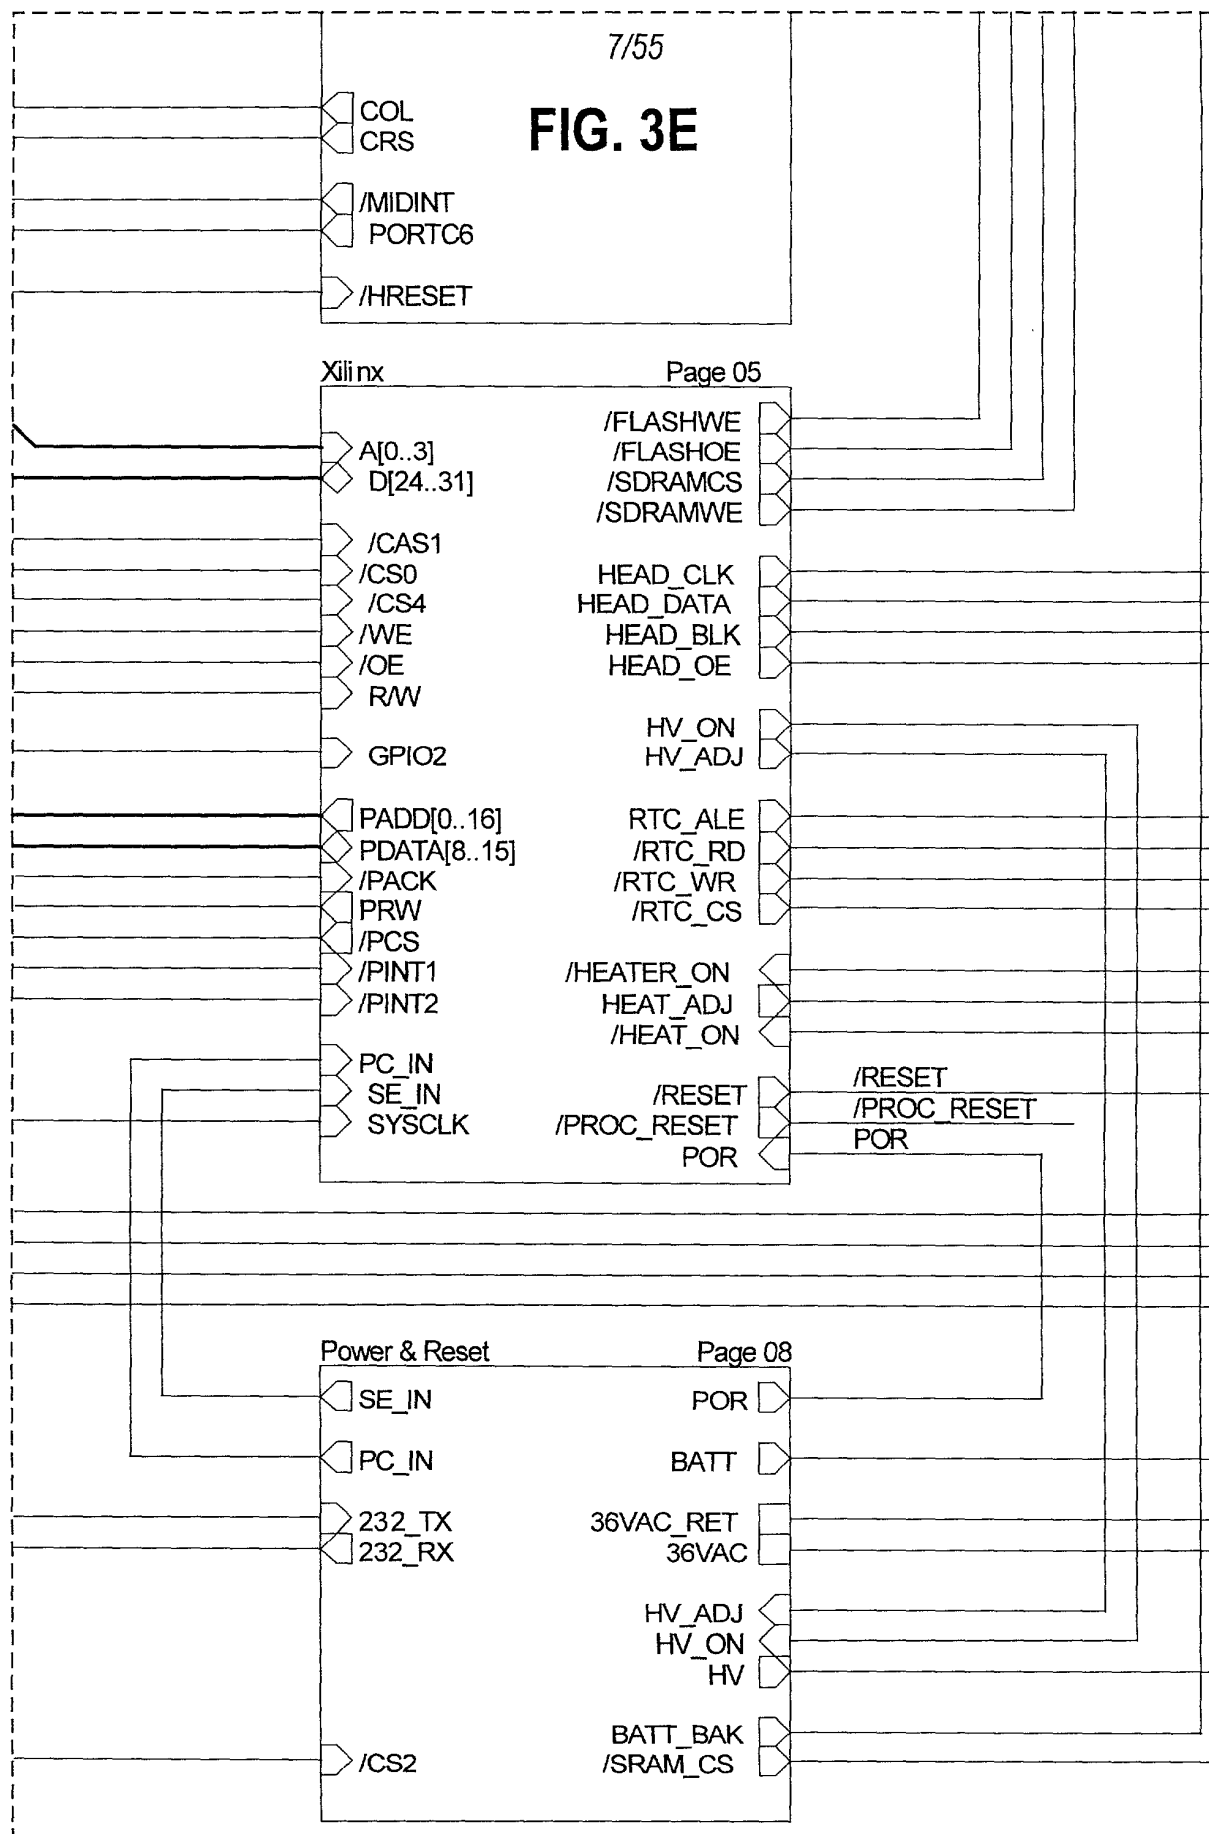 7/55
FIG. 3E
COL
CRS
/MIDINT
PORTC6
/HRESET
Xilinx Page 05
/FLASHWE
A[0..3] /FLASHOE
D[24..31] /SDRAMCS
/SDRAMWE
/CAS1
/CS0 HEAD_CLK
/CS4 HEAD_DATA
/WE HEAD_BLK
/OE HEAD_OE
R/W
HV_ON
GPIO2 HV_ADJ
PADD[0..16] RTC_ALE
PDATA[8..15] /RTC_RD
/PACK /RTC_WR
PRW /RTC_CS
/PCS
/PINT1 /HEATER_ON
/PINT2 HEAT_ADJ
/HEAT_ON
PC_IN
SE_IN /RESET /RESET
SYSCLK /PROC_RESET /PROC_RESET
POR POR
Power & Reset Page 08
SE_IN POR
PC_IN BATT
232_TX 36VAC_RET
232_RX 36VAC
HV_ADJ
HV_ON
HV
BATT_BAK
/CS2 /SRAM_CS